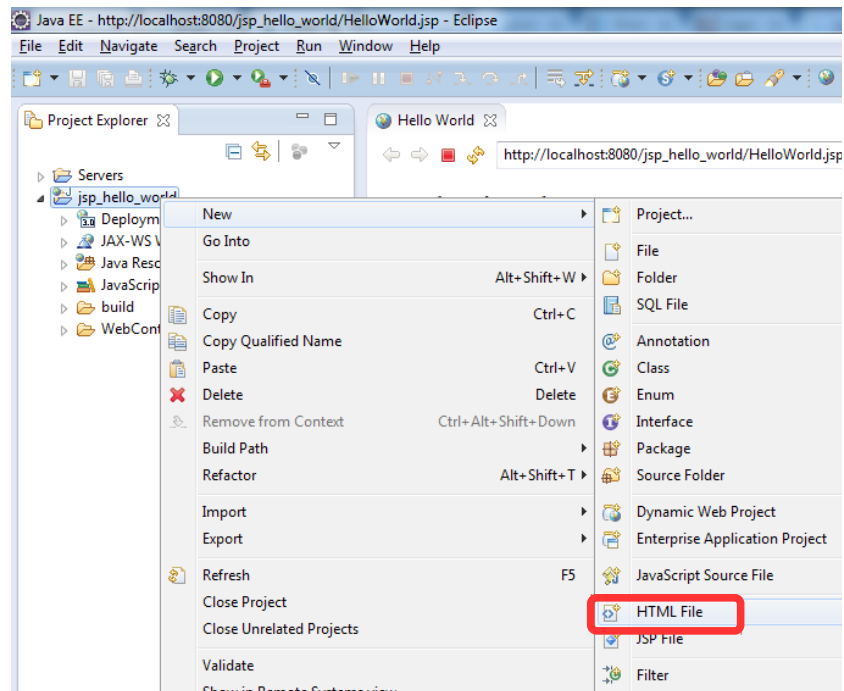 Java EE - http://localhost:8080/jsp_hello_world/HelloWorld.jsp - Eclipse
File Edit Navigate Search Project Run Window Help
Project Explorer
Hello World
http://localhost:8080/jsp_hello_world/HelloWorld.jsp
Servers
jsp_hello_world
Deploym
JAX-WS
Java Reso
JavaScrip
build
WebCont
New
Go Into
Show In Alt+Shift+W
Copy Ctrl+C
Copy Qualified Name
Paste Ctrl+V
Delete Delete
Remove from Context Ctrl+Alt+Shift+Down
Build Path
Refactor Alt+Shift+T
Import
Export
Refresh F5
Close Project
Close Unrelated Projects
Validate
Show in Remote Systems view
Project...
File
Folder
SQL File
Annotation
Class
Enum
Interface
Package
Source Folder
Dynamic Web Project
Enterprise Application Project
JavaScript Source File
HTML File
JSP File
Filter